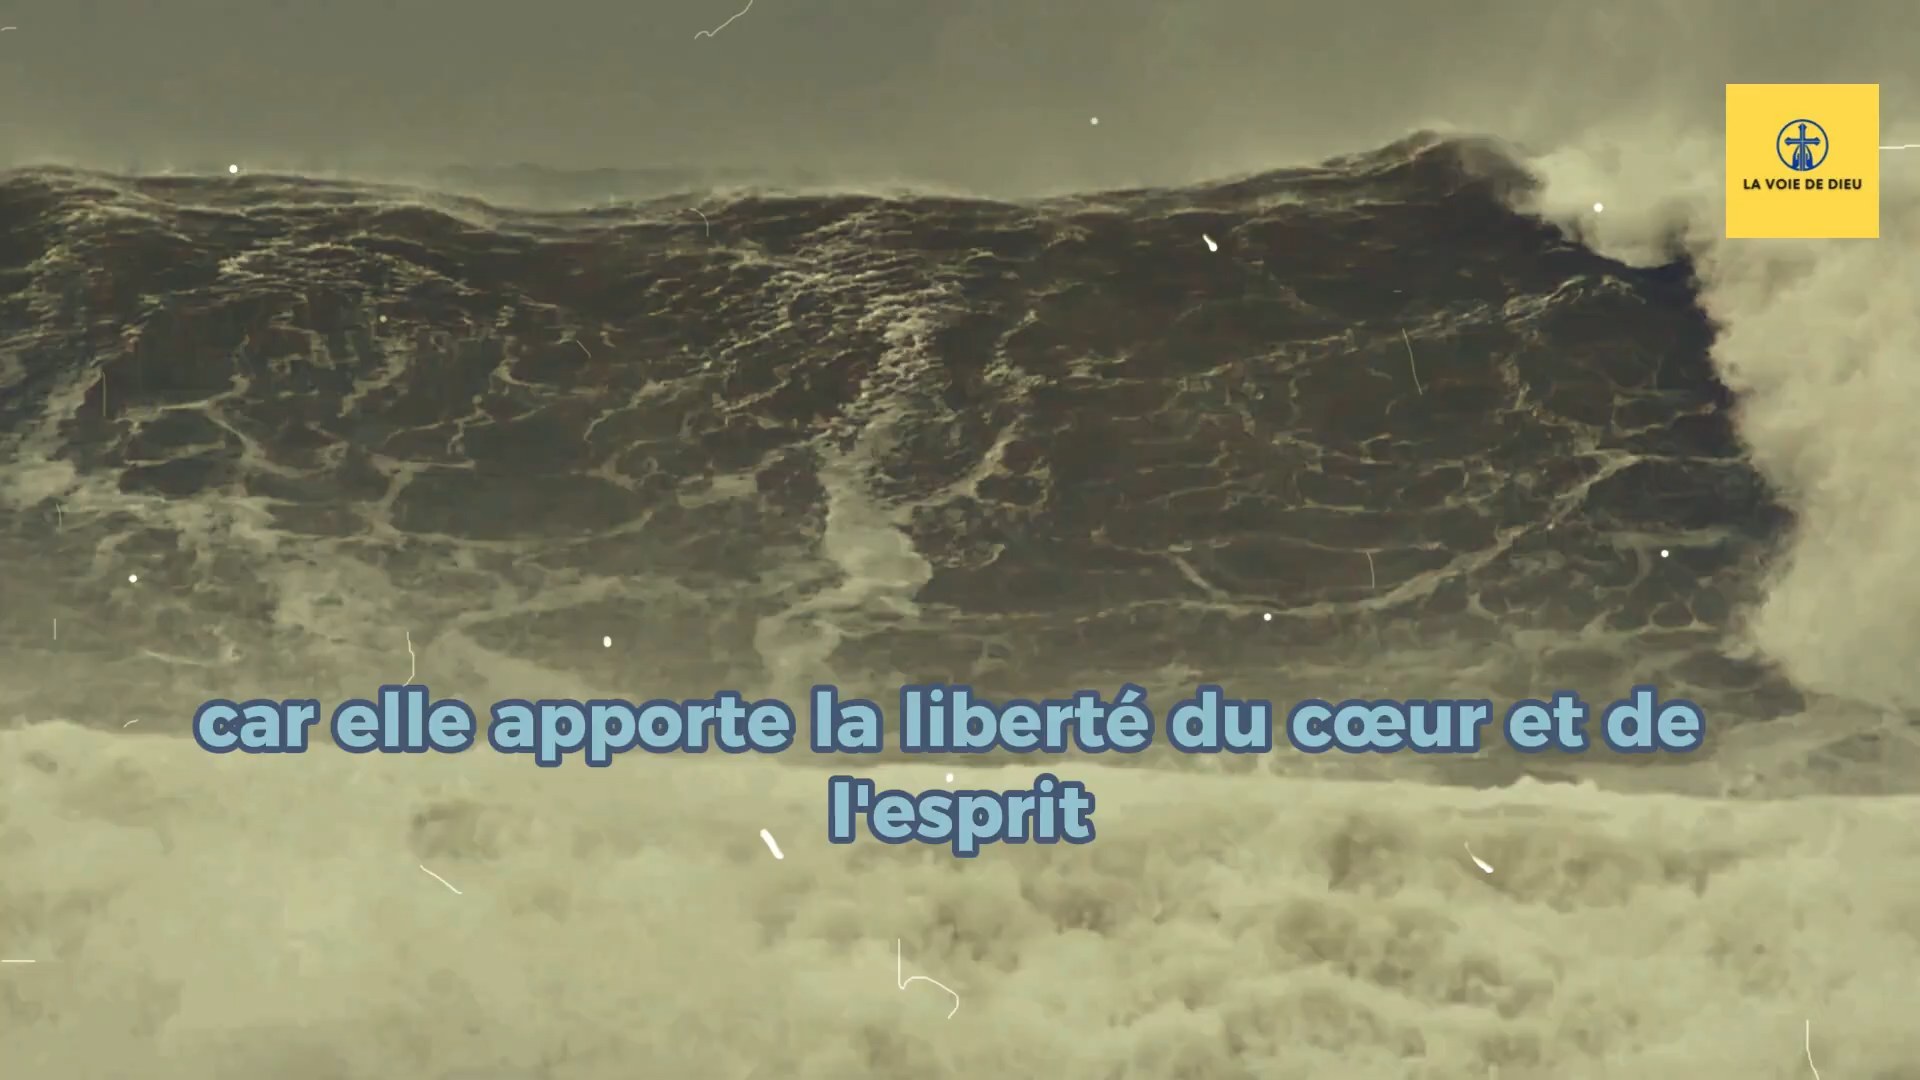 LA VOIE DE DIEU
car elle apporte la liberté du cœur et de
l'esprit